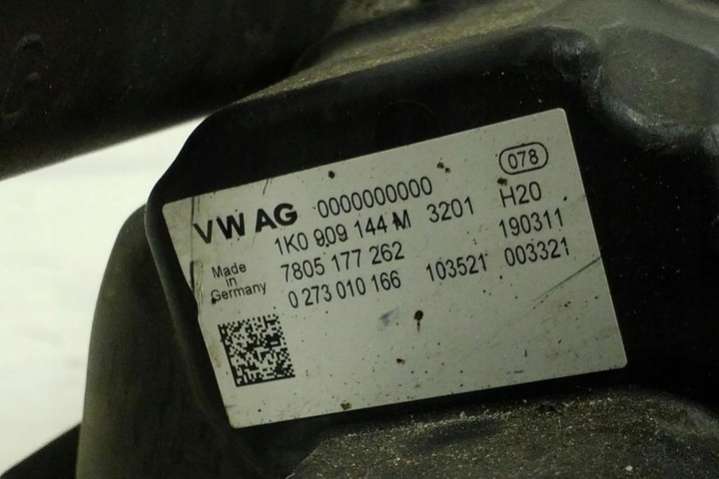 078
VW AG 0000000000
1K0 909 144 M 3201 H20
Made in Germany
7805 177 262 190311
0 273 010 166 103521 003321